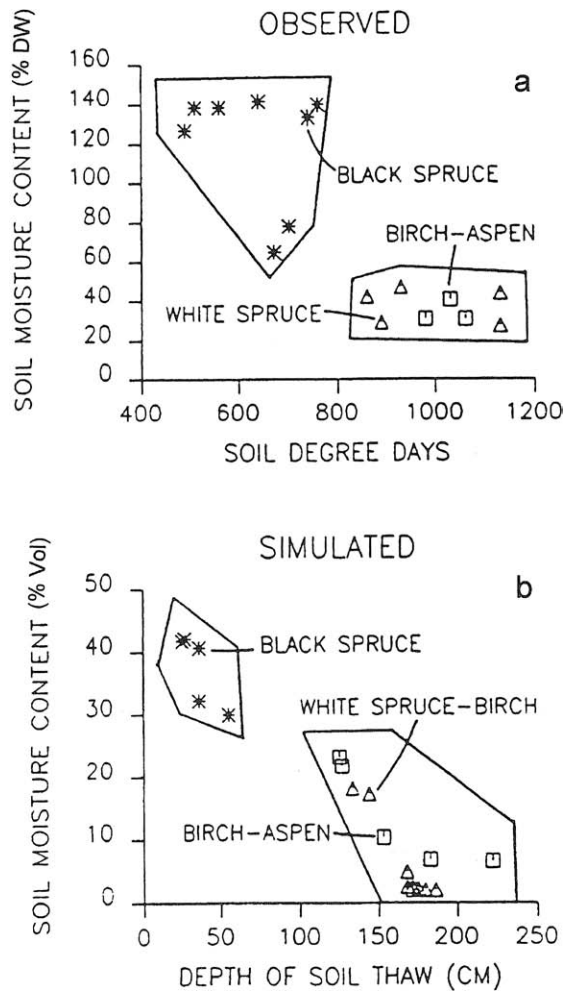 OBSERVED
a
SOIL MOISTURE CONTENT (% DW)
160
140
120
100
80
60
40
20
0
BLACK SPRUCE
BIRCH-ASPEN
WHITE SPRUCE
400 600 800 1000 1200
SOIL DEGREE DAYS
SIMULATED
b
SOIL MOISTURE CONTENT (% Vol)
50
40
30
20
10
0
BLACK SPRUCE
WHITE SPRUCE-BIRCH
BIRCH-ASPEN
0 50 100 150 200 250
DEPTH OF SOIL THAW (CM)